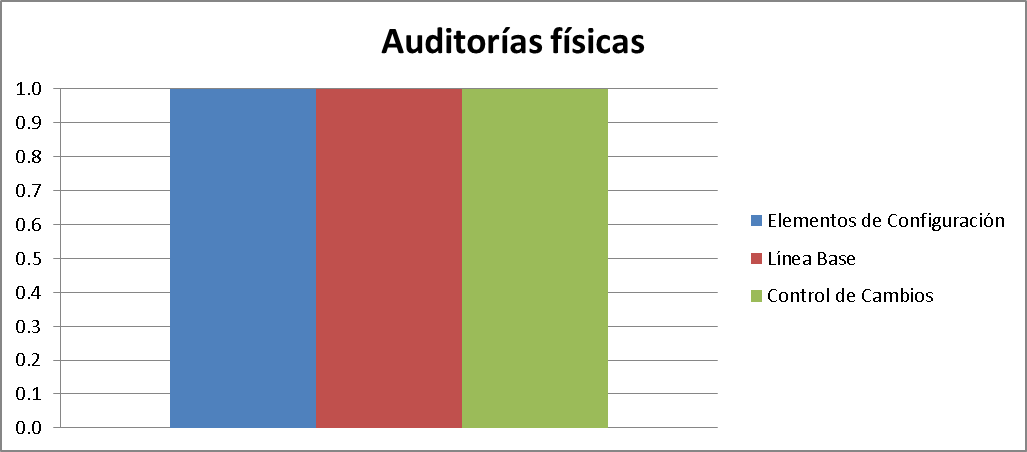 Auditorías físicas
1.0
0.9
0.8
0.7
0.6
0.5
0.4
0.3
0.2
0.1
0.0
Elementos de Configuración
Línea Base
Control de Cambios